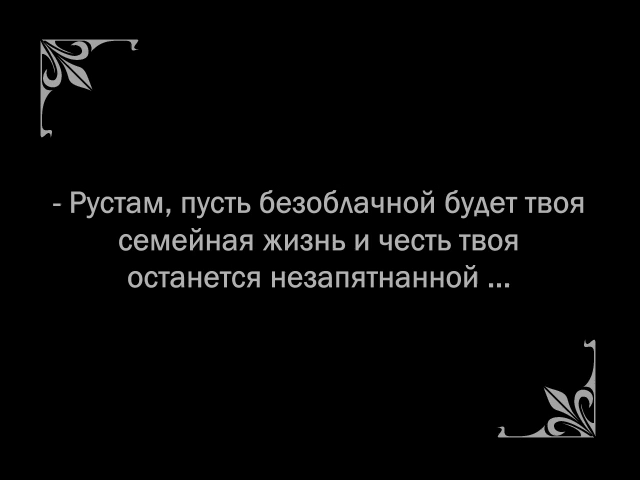 - Рустам, пусть безоблачной будет твоя
семейная жизнь и честь твоя
останется незапятнанной ...